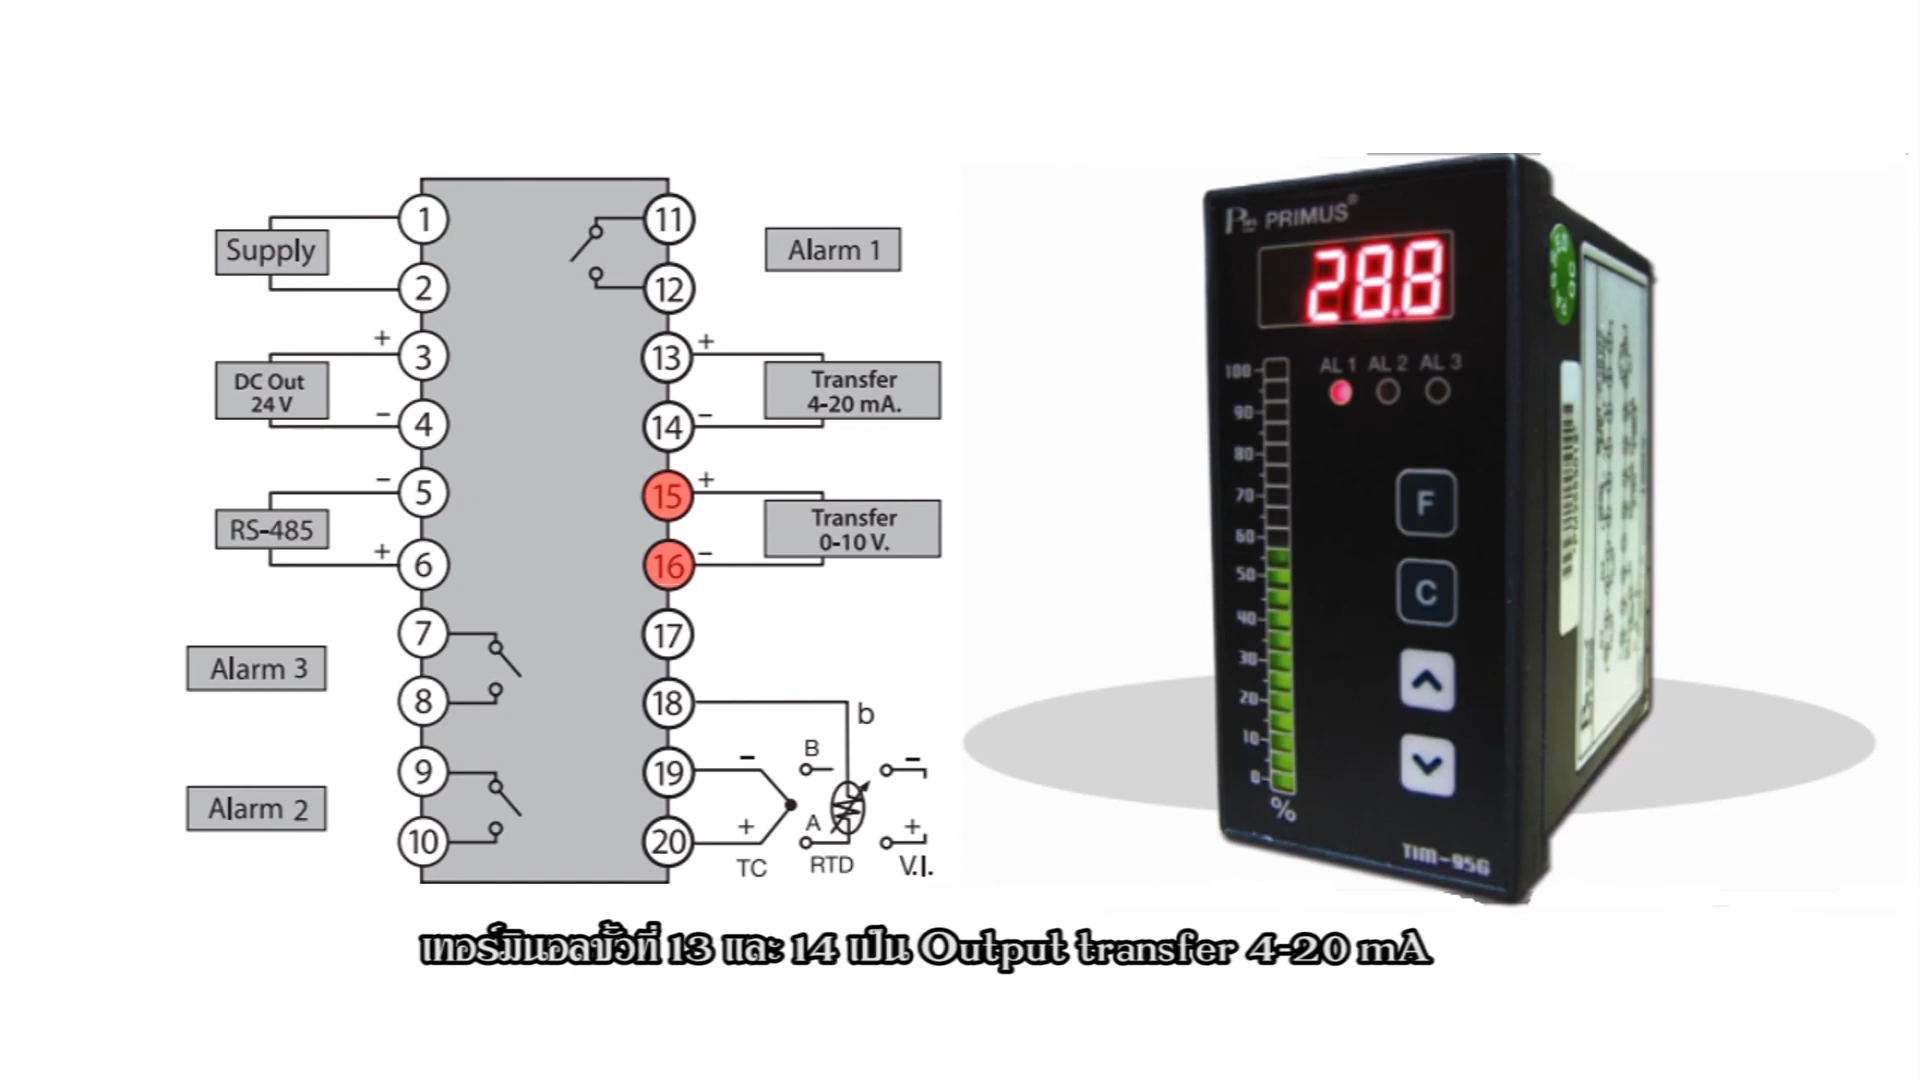 1
Supply
2
+
3
DC Out
24 V
−
4
−
5
RS-485
+
6
7
Alarm 3
8
9
Alarm 2
10
11
Alarm 1
12
13
+
Transfer
4-20 mA.
14
−
15
+
Transfer
0-10 V.
16
−
17
18
b
B
19
−
−
A
20
+
+
TC
RTD
V.I.
PRIMUS®
28.8
AL 1 AL 2 AL 3
100
90
80
70
60
50
40
30
20
10
0
%
F
C
TIM-95G
เทอร์มินอลขั้วที่ 13 และ 14 เป็น Output transfer 4-20 mA